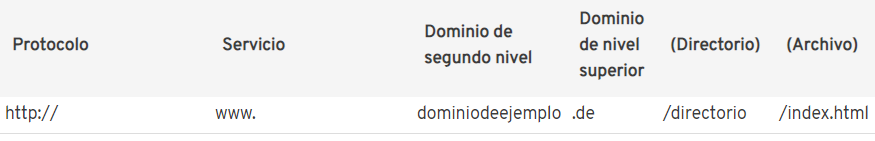 Protocolo Servicio Dominio de segundo nivel Dominio de nivel superior (Directorio) (Archivo)
http:// www. dominiodeejemplo .de /directorio /index.html